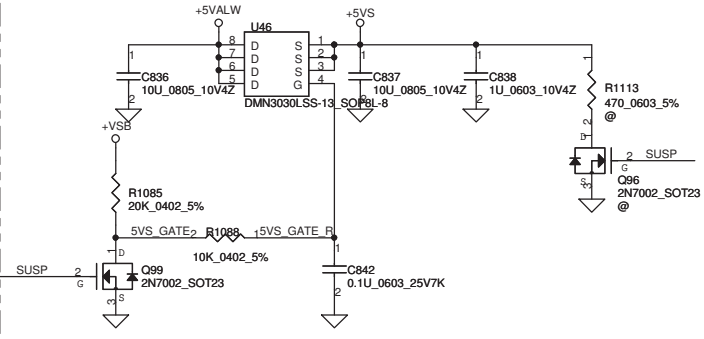 +5VALW
+5VS
U46
8 D S 1
7 D S 2
6 D S 3
5 D G 4
DMN3030LSS-13_SOP8L-8
1
C836
10U_0805_10V4Z
2
1
C837
10U_0805_10V4Z
2
1
C838
1U_0603_10V4Z
2
1
R1113
470_0603_5%
@
2
D
1
2
G
SUSP
S
3
Q96
2N7002_SOT23
@
+VSB
R1085
20K_0402_5%
5VS_GATE
2
R1088
1
5VS_GATE_R
10K_0402_5%
1
D
SUSP
2
G
Q99
2N7002_SOT23
3
S
1
C842
0.1U_0603_25V7K
2